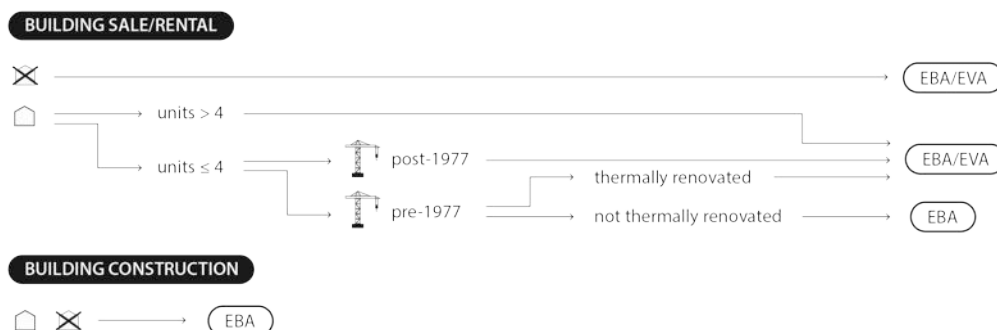 BUILDING SALE/RENTAL
EBA/EVA
units > 4
units ≤ 4
post-1977
EBA/EVA
thermally renovated
pre-1977
not thermally renovated
EBA
BUILDING CONSTRUCTION
EBA